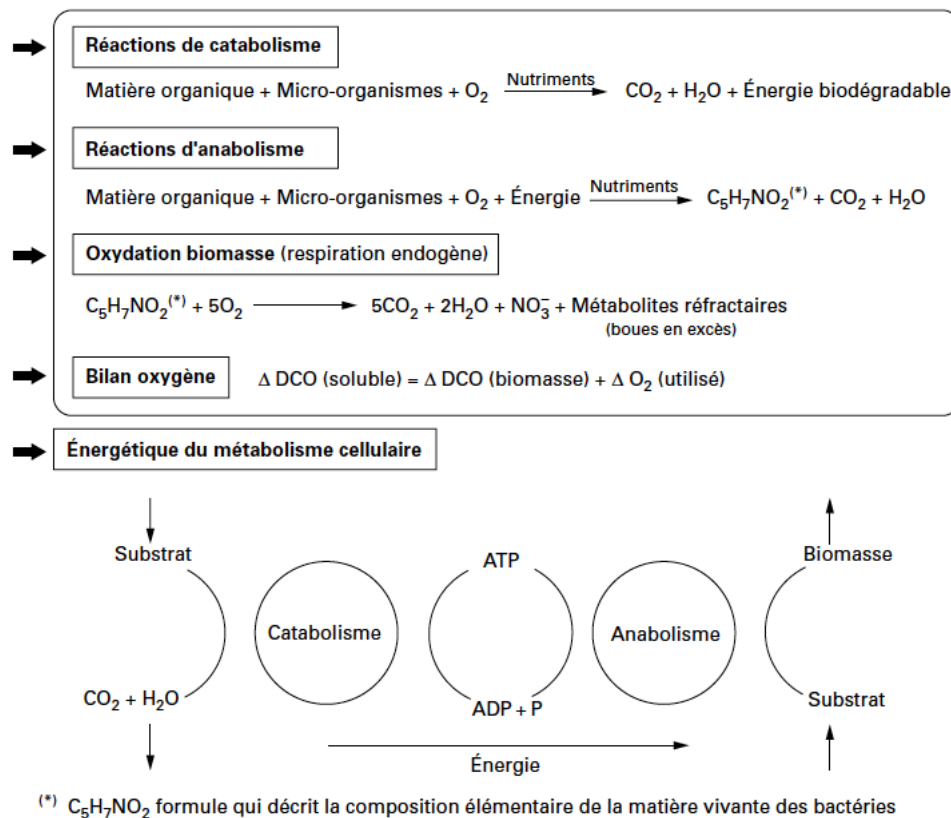 Réactions de catabolisme
Matière organique + Micro-organismes + O₂ Nutriments CO₂ + H₂O + Énergie biodégradable
Réactions d'anabolisme
Matière organique + Micro-organismes + O₂ + Énergie Nutriments C₅H₇NO₂(*) + CO₂ + H₂O
Oxydation biomasse (respiration endogène)
C₅H₇NO₂(*) + 5O₂ 5CO₂ + 2H₂O + NO₃⁻ + Métabolites réfractaires
(boues en excès)
Bilan oxygène Δ DCO (soluble) = Δ DCO (biomasse) + Δ O₂ (utilisé)
Énergétique du métabolisme cellulaire
Substrat ATP Biomasse
Catabolisme Anabolisme
CO₂ + H₂O ADP + P Substrat
Énergie
(*) C₅H₇NO₂ formule qui décrit la composition élémentaire de la matière vivante des bactéries